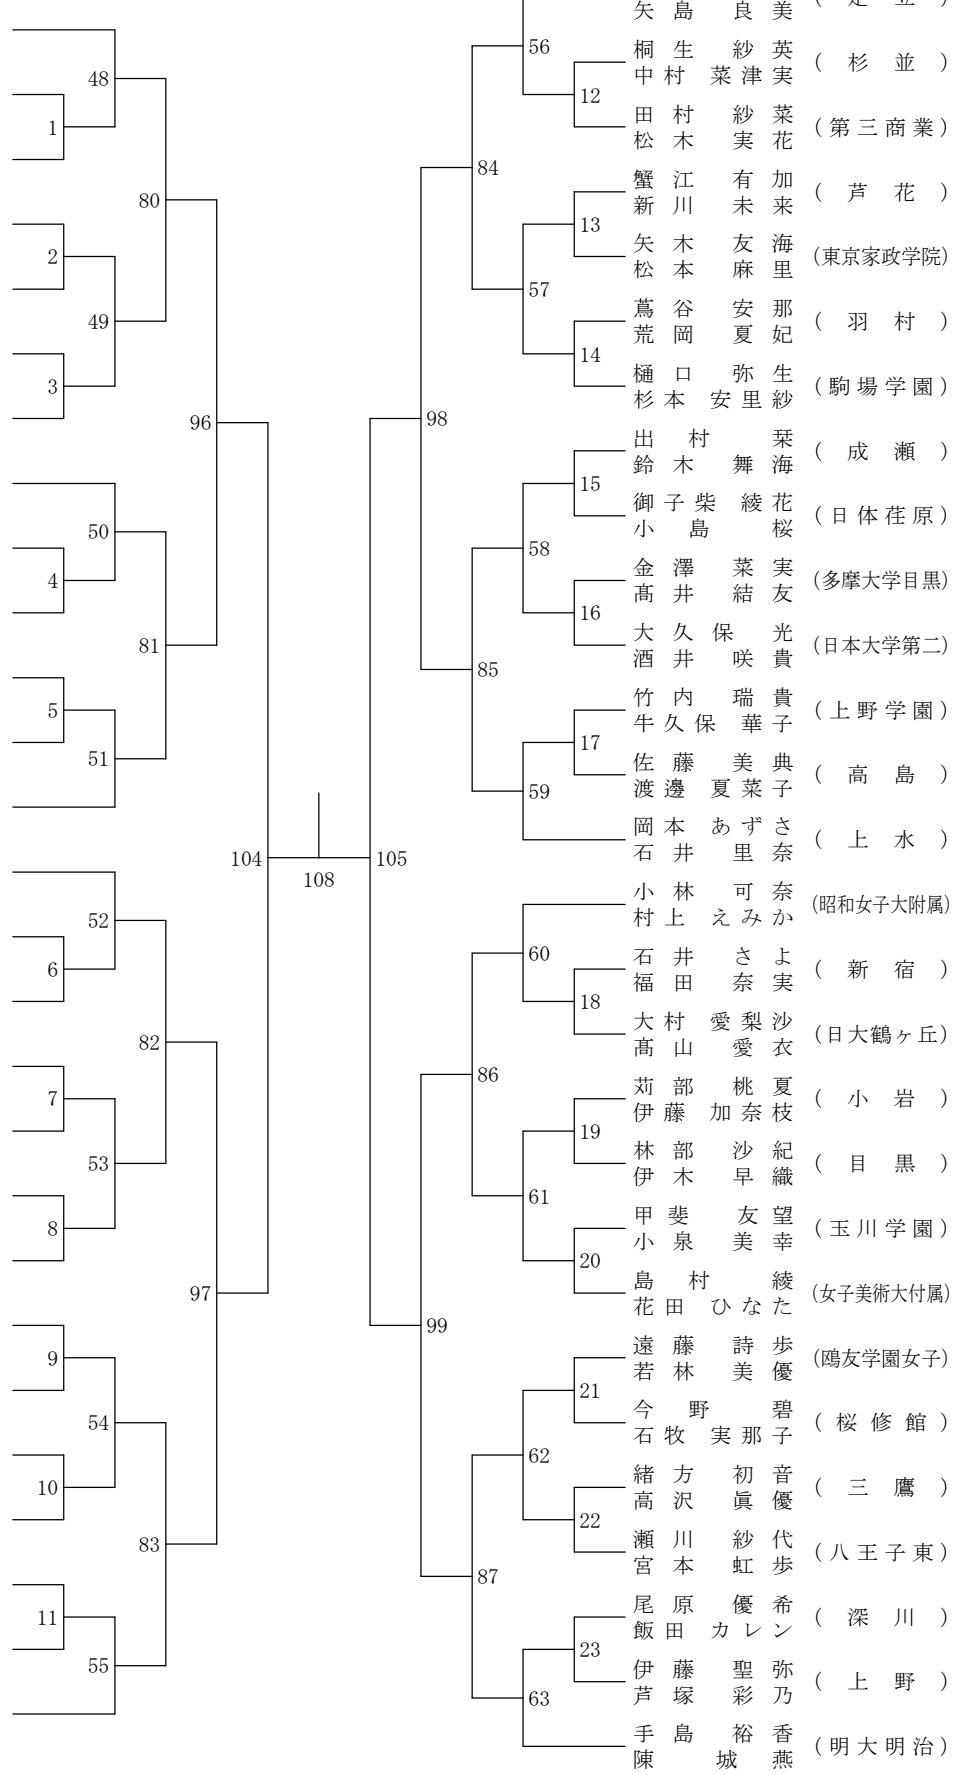 矢島 良美
56
桐生 紗英
中村 菜津実
(杉並)
48
12
1
田村 紗菜
松木 実花
(第三商業)
84
蟹江 有加
新川 未来
(芦花)
80
13
2
矢木 友海
松本 麻里
(東京家政学院)
57
49
蔦谷 安那
荒岡 夏妃
(羽村)
14
3
樋口 弥生
杉本 安里紗
(駒場学園)
96
98
出村 栞
鈴木 舞海
(成瀬)
15
50
御子柴 綾花
小島 桜
(日体荏原)
58
4
金澤 菜実
髙井 結友
(多摩大学目黒)
16
81
大久保 光
酒井 咲貴
(日本大学第二)
85
5
竹内 瑞貴
牛久保 華子
(上野学園)
17
51
佐藤 美典
渡邊 夏菜子
(高島)
59
岡本 あずさ
石井 里奈
(上水)
104
105
108
小林 可奈
村上 えみか
(昭和女子大附属)
52
60
6
石井 さよ
福田 奈実
(新宿)
18
82
大村 愛梨沙
髙山 愛衣
(日大鶴ヶ丘)
86
7
苅部 桃夏
伊藤 加奈枝
(小岩)
19
53
林部 沙紀
伊木 早織
(目黒)
61
8
甲斐 友望
小泉 美幸
(玉川学園)
20
97
島村 綾
花田 ひなた
(女子美術大付属)
99
9
遠藤 詩歩
若林 美優
(鴎友学園女子)
21
54
今野 碧
石牧 実那子
(桜修館)
62
10
緒方 初音
高沢 眞優
(三鷹)
22
83
瀬川 紗代
宮本 虹歩
(八王子東)
87
11
尾原 優希
飯田 カレン
(深川)
23
55
伊藤 聖弥
芦塚 彩乃
(上野)
63
手島 裕香
陳 城燕
(明大明治)